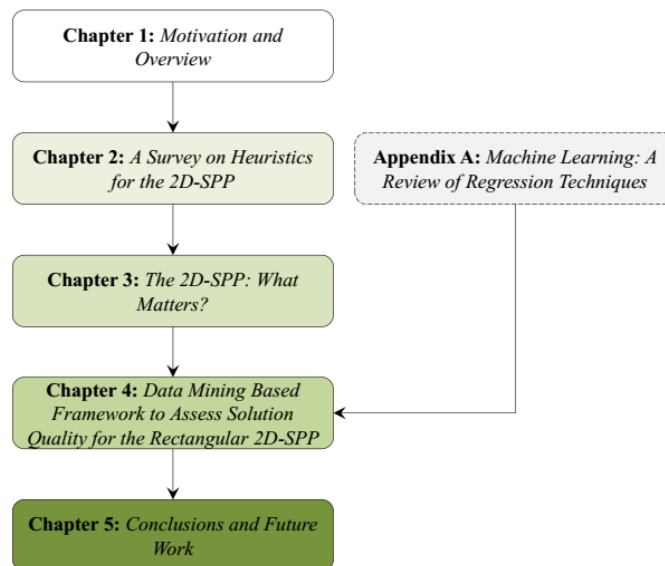 Chapter 1: Motivation and
Overview
Chapter 2: A Survey on Heuristics
for the 2D-SPP
Appendix A: Machine Learning: A
Review of Regression Techniques
Chapter 3: The 2D-SPP: What
Matters?
Chapter 4: Data Mining Based
Framework to Assess Solution
Quality for the Rectangular 2D-SPP
Chapter 5: Conclusions and Future
Work